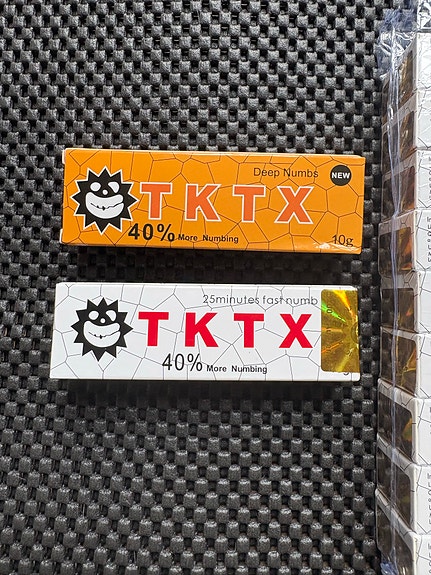 Deep Numbs NEW
TKTX
40% More Numbing
10g
25minutes fast numb
TKTX
40% More Numbing